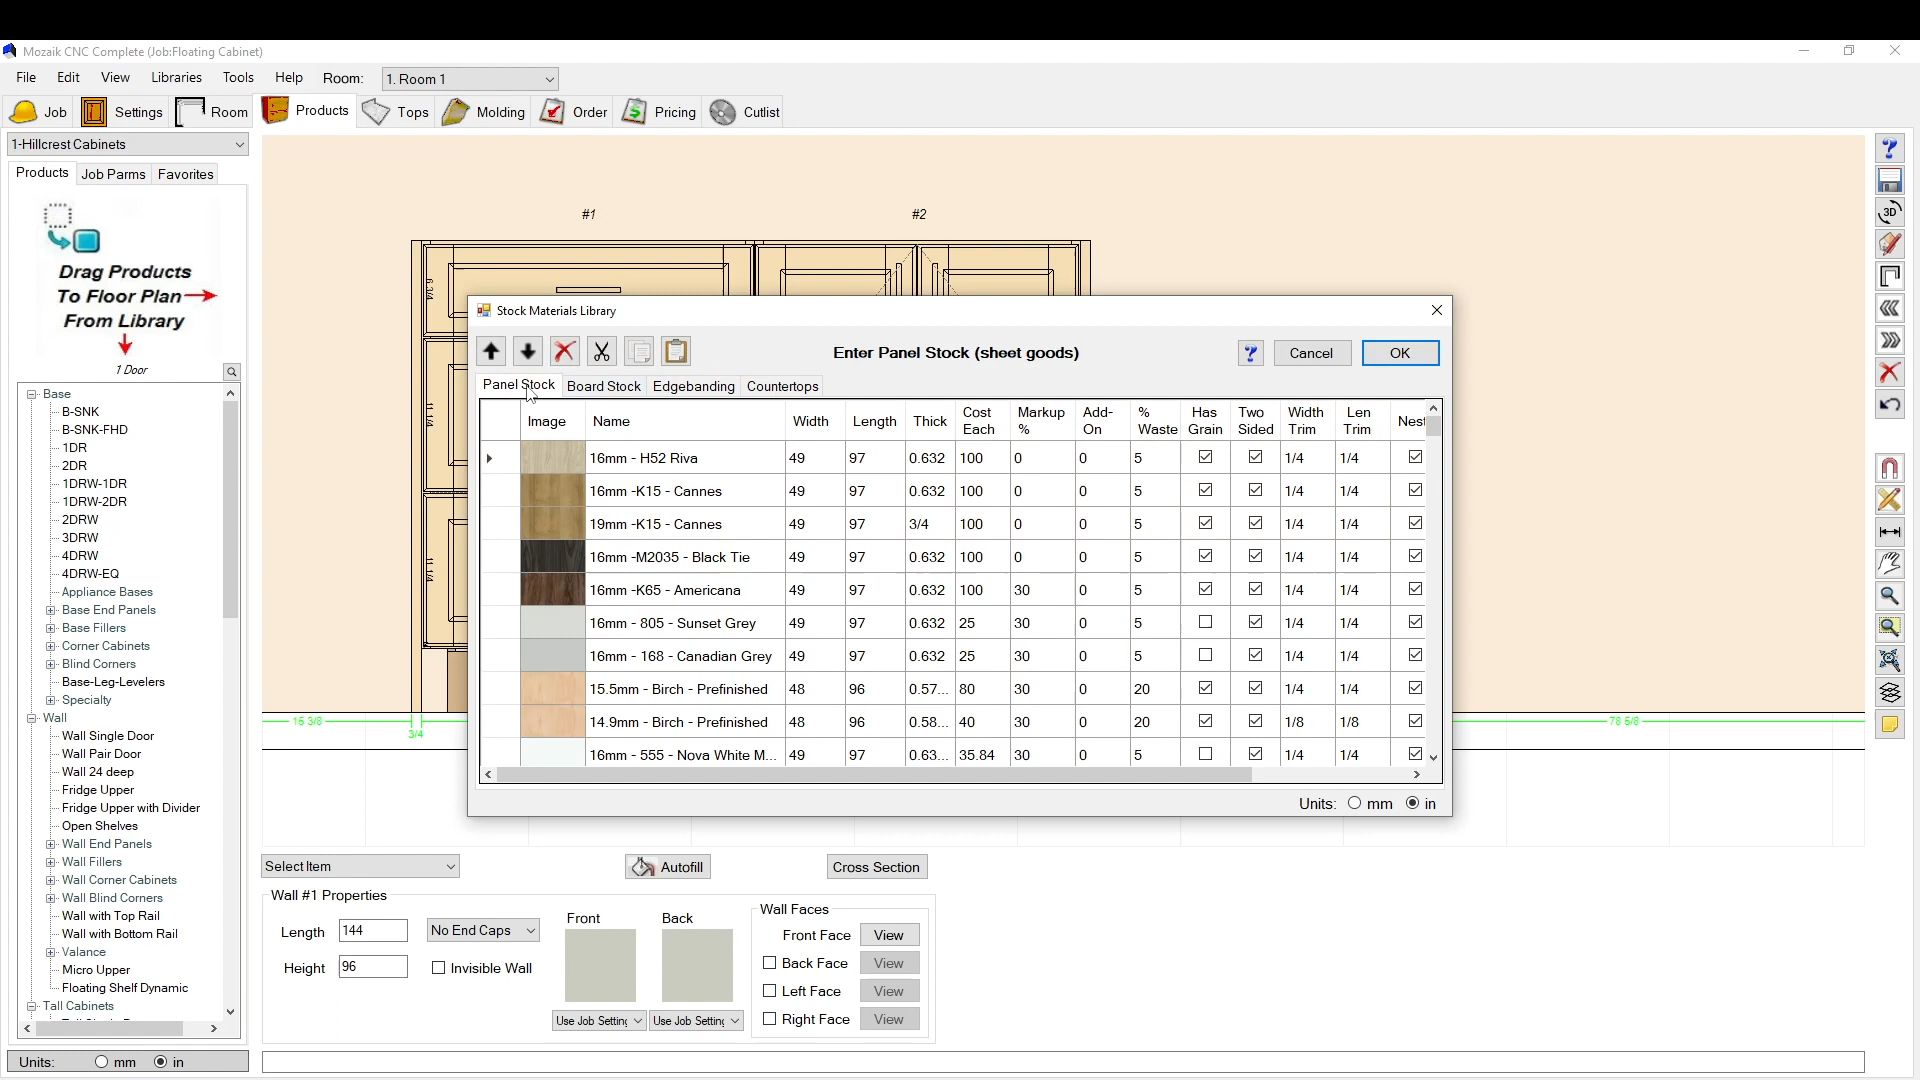 Mozaik CNC Complete (Job:Floating Cabinet)
File Edit View Libraries Tools Help Room: 1. Room 1
Job Settings Room Products Tops Molding Order Pricing Cutlist
1-Hillcrest Cabinets
Products Job Parms Favorites
Drag Products
To Floor Plan
From Library
1 Door
Base
B-SNK
B-SNK-FHD
1DR
2DR
1DRW-1DR
1DRW-2DR
2DRW
3DRW
4DRW
4DRW-EQ
Appliance Bases
Base End Panels
Base Fillers
Corner Cabinets
Blind Corners
Base-Leg-Levelers
Specialty
Wall
Wall Single Door
Wall Pair Door
Wall 24 deep
Fridge Upper
Fridge Upper with Divider
Open Shelves
Wall End Panels
Wall Fillers
Wall Corner Cabinets
Wall Blind Corners
Wall with Top Rail
Wall with Bottom Rail
Valance
Micro Upper
Floating Shelf Dynamic
Tall Cabinets
Units: mm in
#1 #2
6 3/4
11 1/4
11 1/4
15 3/8
3/4
78 5/8
3D
Stock Materials Library
Enter Panel Stock (sheet goods)
? Cancel OK
Panel Stock Board Stock Edgebanding Countertops
Image Name Width Length Thick Cost Each Markup % Add-On % Waste Has Grain Two Sided Width Trim Len Trim Nest
16mm - H52 Riva 49 97 0.632 100 0 0 5 1/4 1/4
16mm -K15 - Cannes 49 97 0.632 100 0 0 5 1/4 1/4
19mm -K15 - Cannes 49 97 3/4 100 0 0 5 1/4 1/4
16mm -M2035 - Black Tie 49 97 0.632 100 0 0 5 1/4 1/4
16mm -K65 - Americana 49 97 0.632 100 30 0 5 1/4 1/4
16mm - 805 - Sunset Grey 49 97 0.632 25 30 0 5 1/4 1/4
16mm - 168 - Canadian Grey 49 97 0.632 25 30 0 5 1/4 1/4
15.5mm - Birch - Prefinished 48 96 0.57... 80 30 0 20 1/4 1/4
14.9mm - Birch - Prefinished 48 96 0.58... 40 30 0 20 1/8 1/8
16mm - 555 - Nova White M... 49 97 0.63... 35.84 30 0 5 1/4 1/4
Units: mm in
Select Item Autofill Cross Section
Wall #1 Properties
Length 144 No End Caps
Height 96 Invisible Wall
Front Back
Use Job Setting Use Job Setting
Wall Faces
Front Face View
Back Face View
Left Face View
Right Face View